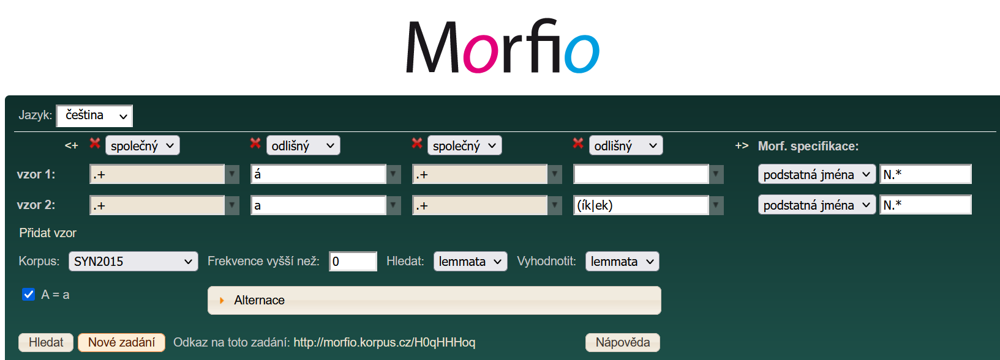 Morfio
Jazyk: čeština
<+ společný odlišný společný odlišný +> Morf. specifikace:
vzor 1: .+ á .+ podstatná jména N.*
vzor 2: .+ a .+ (ík|ek) podstatná jména N.*
Přidat vzor
Korpus: SYN2015 Frekvence vyšší než: 0 Hledat: lemmata Vyhodnotit: lemmata
A = a Alternace
Hledat Nové zadání Odkaz na toto zadání: http://morfio.korpus.cz/H0qHHHoq Nápověda